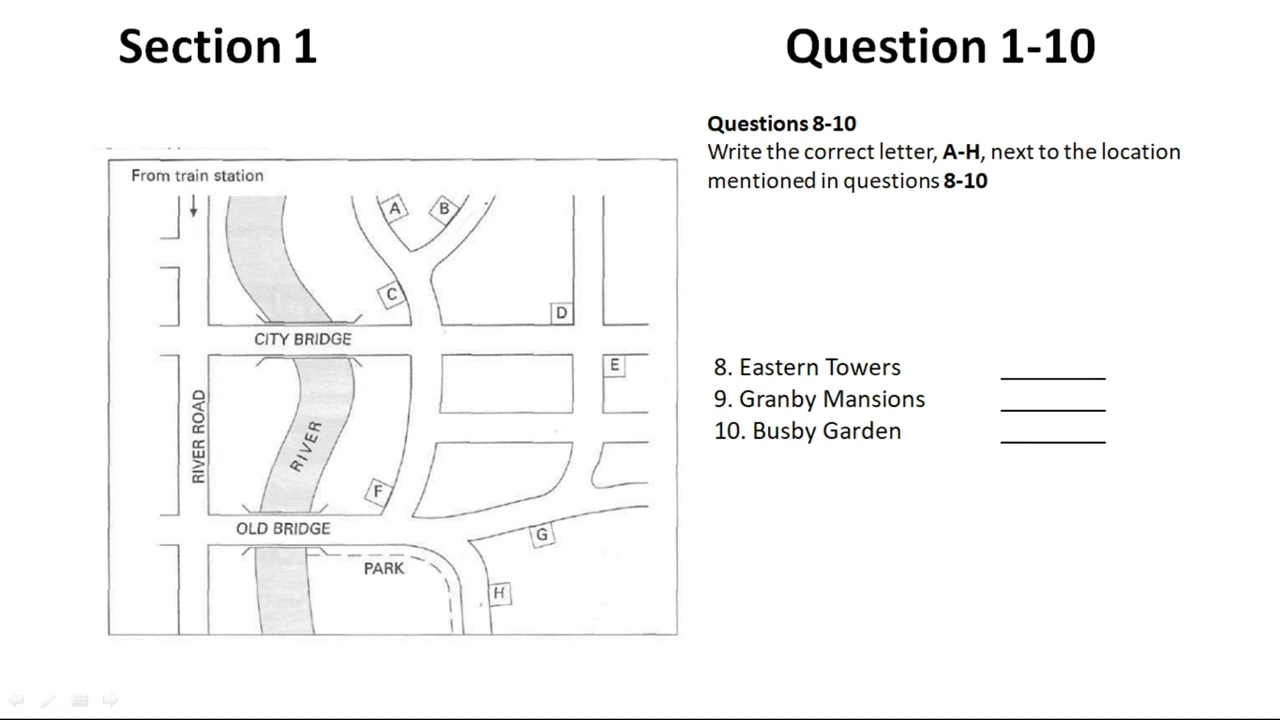 Section 1
Question 1-10
Questions 8-10
Write the correct letter, A-H, next to the location
mentioned in questions 8-10
From train station
A
B
C
D
CITY BRIDGE
E
RIVER ROAD
RIVER
F
OLD BRIDGE
G
PARK
H
8. Eastern Towers
9. Granby Mansions
10. Busby Garden